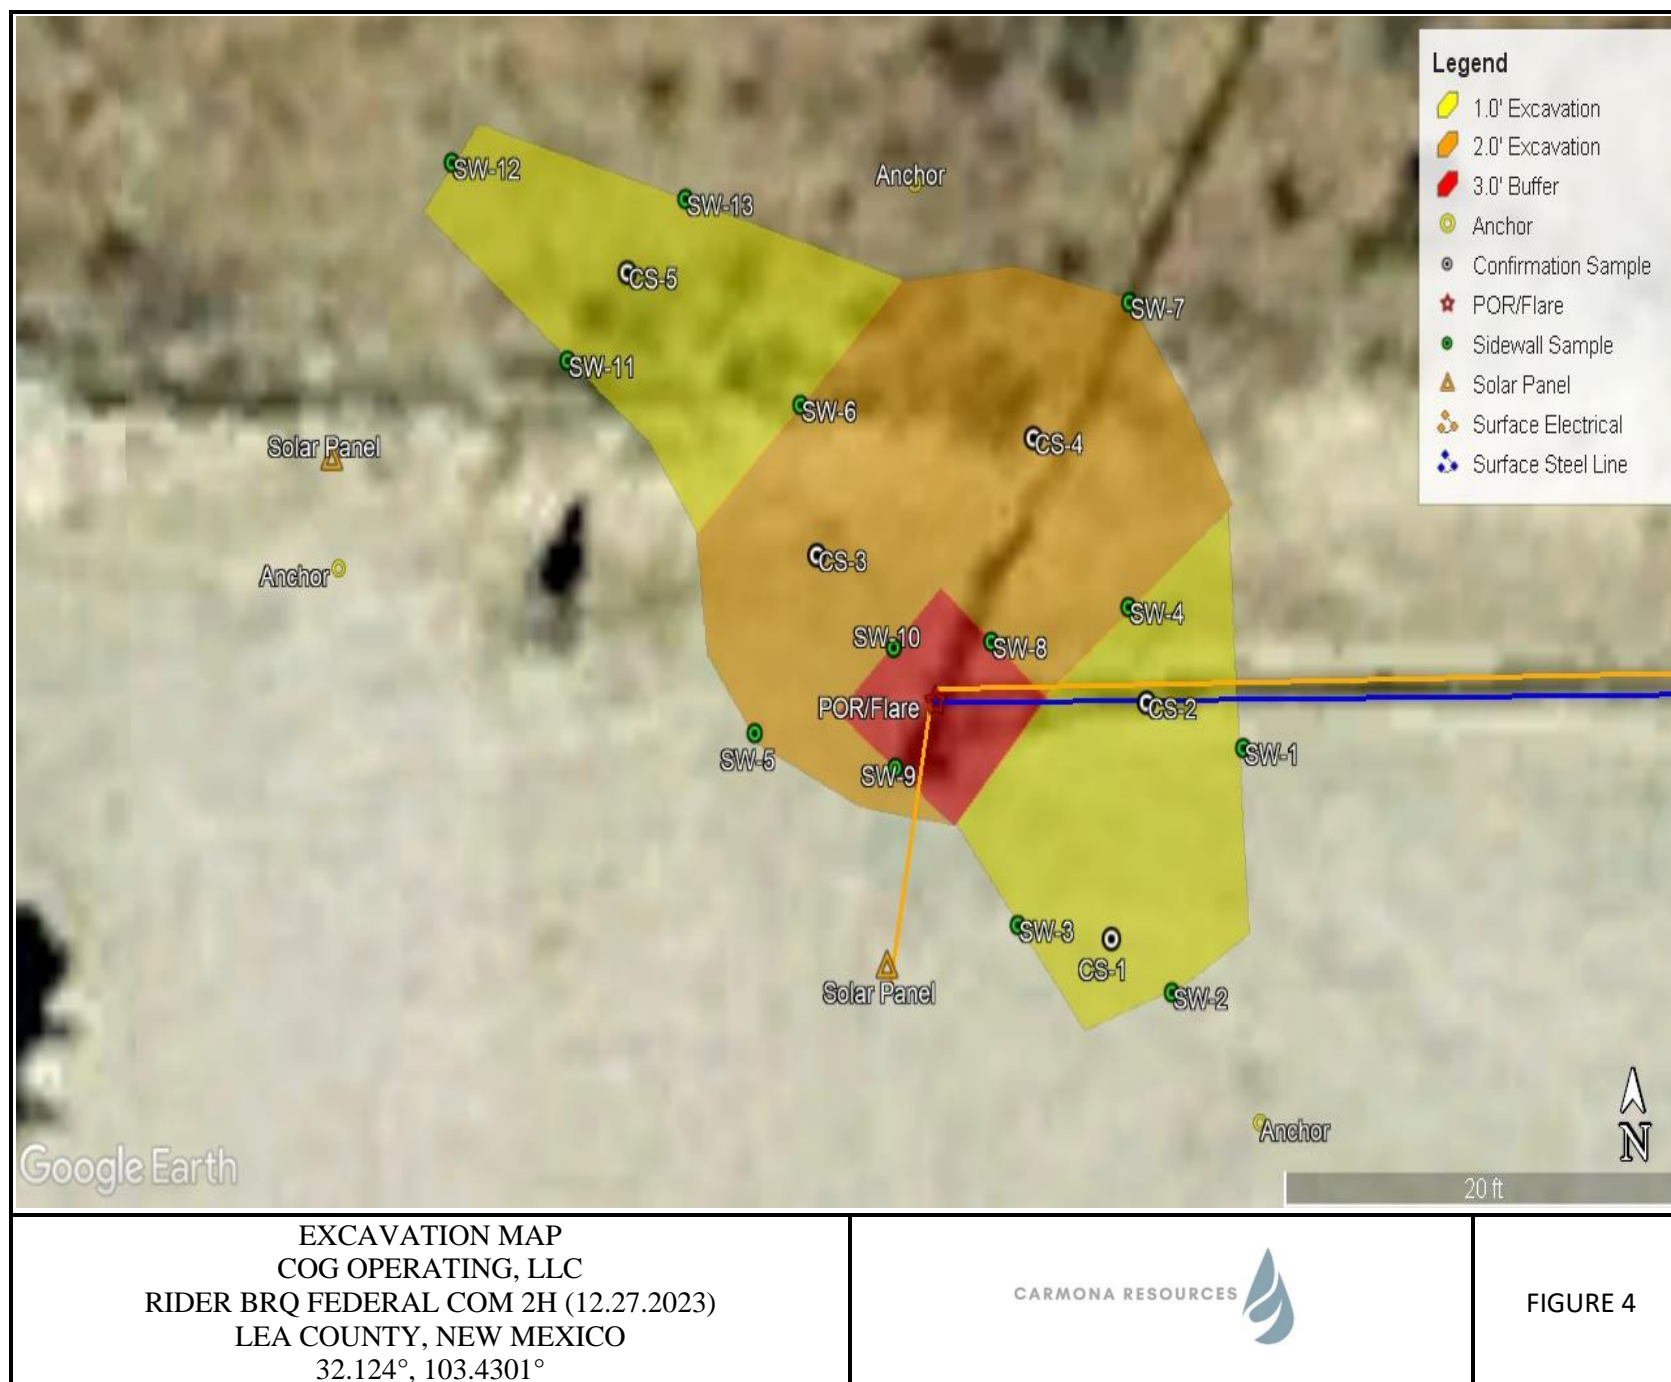 Legend
1.0' Excavation
2.0' Excavation
3.0' Buffer
Anchor
Confirmation Sample
POR/Flare
Sidewall Sample
Solar Panel
Surface Electrical
Surface Steel Line
SW-12
SW-13
Anchor
CS-5
SW-7
SW-11
SW-6
CS-4
Solar Panel
CS-3
Anchor
SW-4
SW-10
SW-8
POR/Flare
CS-2
SW-5
SW-9
SW-1
SW-3
CS-1
Solar Panel
SW-2
Anchor
N
Google Earth
20 ft
EXCAVATION MAP
COG OPERATING, LLC
RIDER BRQ FEDERAL COM 2H (12.27.2023)
LEA COUNTY, NEW MEXICO
32.124°, 103.4301°
CARMONA RESOURCES
FIGURE 4